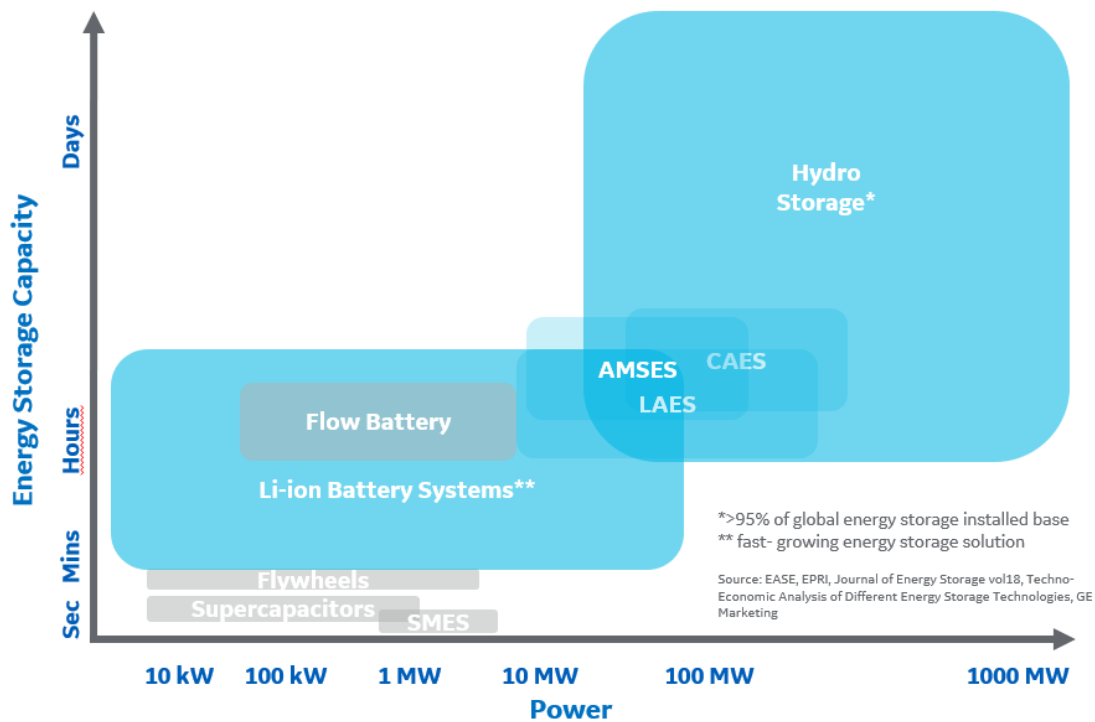 Energy Storage Capacity
Days
Hours
Mins
Sec
Hydro
Storage*
AMSES
CAES
LAES
Flow Battery
Li-ion Battery Systems**
Flywheels
Supercapacitors
SMES
*>95% of global energy storage installed base
** fast- growing energy storage solution
Source: EASE, EPRI, Journal of Energy Storage vol18, Techno-
Economic Analysis of Different Energy Storage Technologies, GE
Marketing
10 kW
100 kW
1 MW
10 MW
100 MW
1000 MW
Power